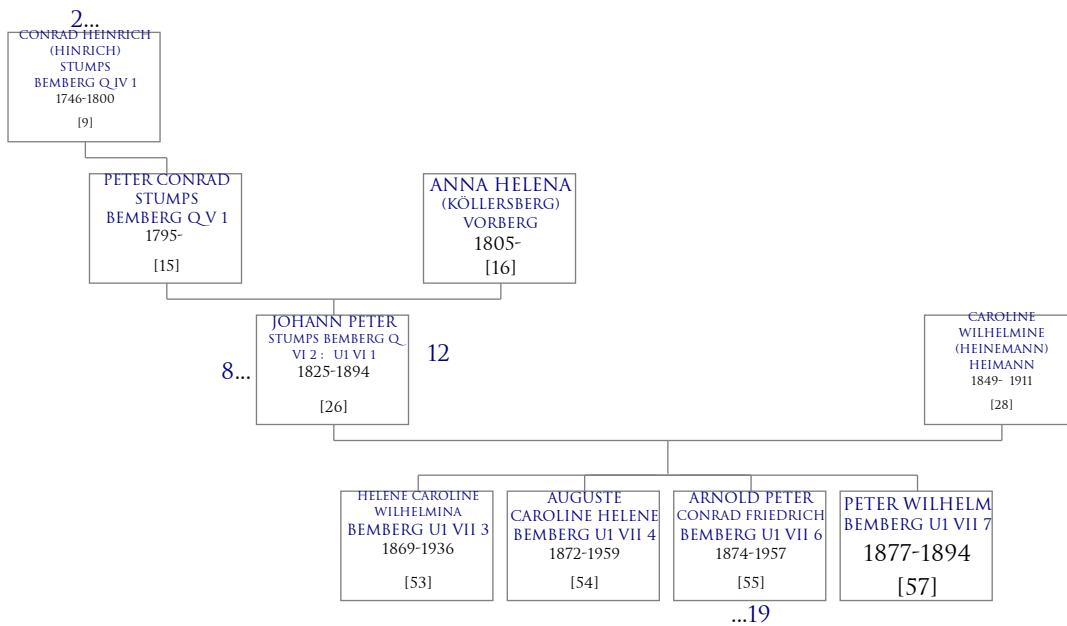 2...
CONRAD HEINRICH
(HINRICH)
STUMPS
BEMBERG Q IV 1
1746-1800
[9]
PETER CONRAD
STUMPS
BEMBERG Q V 1
1795-
[15]
ANNA HELENA
(KÖLLERSBERG)
VORBERG
1805-
[16]
8...
JOHANN PETER
STUMPS BEMBERG Q
VI 2 : U1 VI 1
1825-1894
[26]
12
CAROLINE
WILHELMINE
(HEINEMANN)
HEIMANN
1849- 1911
[28]
HELENE CAROLINE
WILHELMINA
BEMBERG U1 VII 3
1869-1936
[53]
AUGUSTE
CAROLINE HELENE
BEMBERG U1 VII 4
1872-1959
[54]
ARNOLD PETER
CONRAD FRIEDRICH
BEMBERG U1 VII 6
1874-1957
[55]
...19
PETER WILHELM
BEMBERG U1 VII 7
1877-1894
[57]